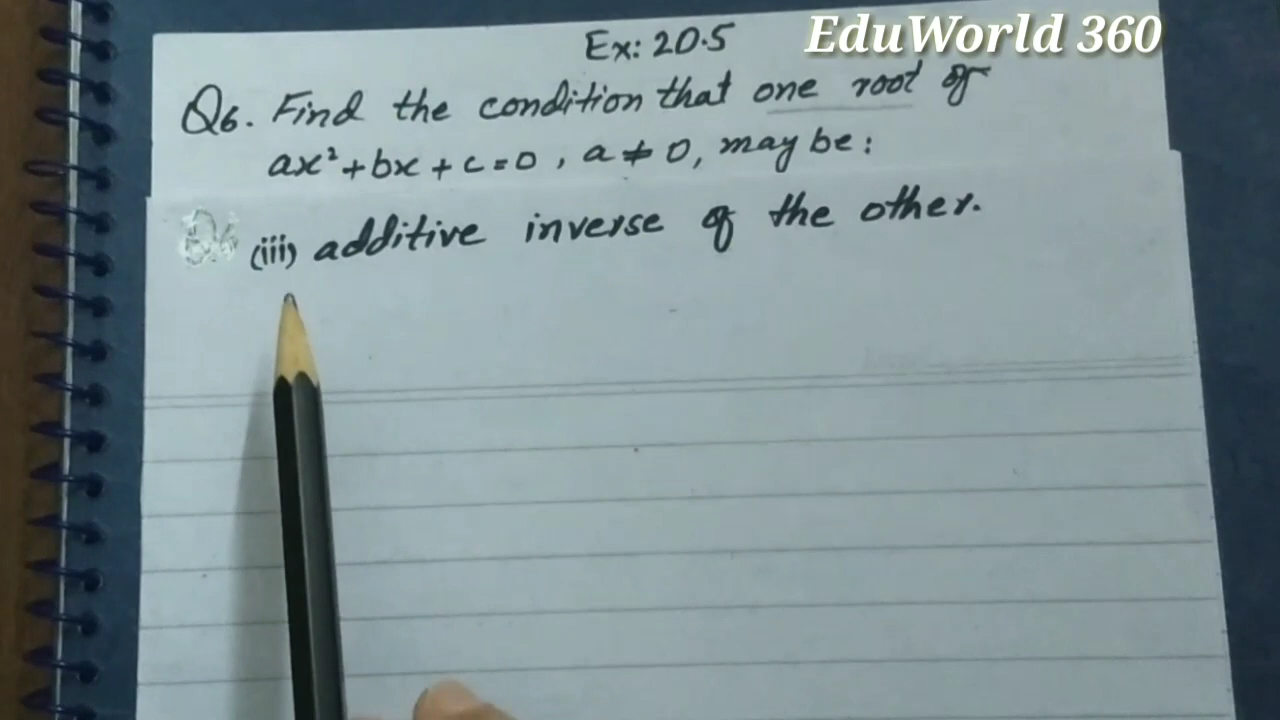 Ex: 20.5
EduWorld 360
Q6. Find the condition that one root of
ax²+bx+c=0, a≠0, may be:
(iii) additive inverse of the other.